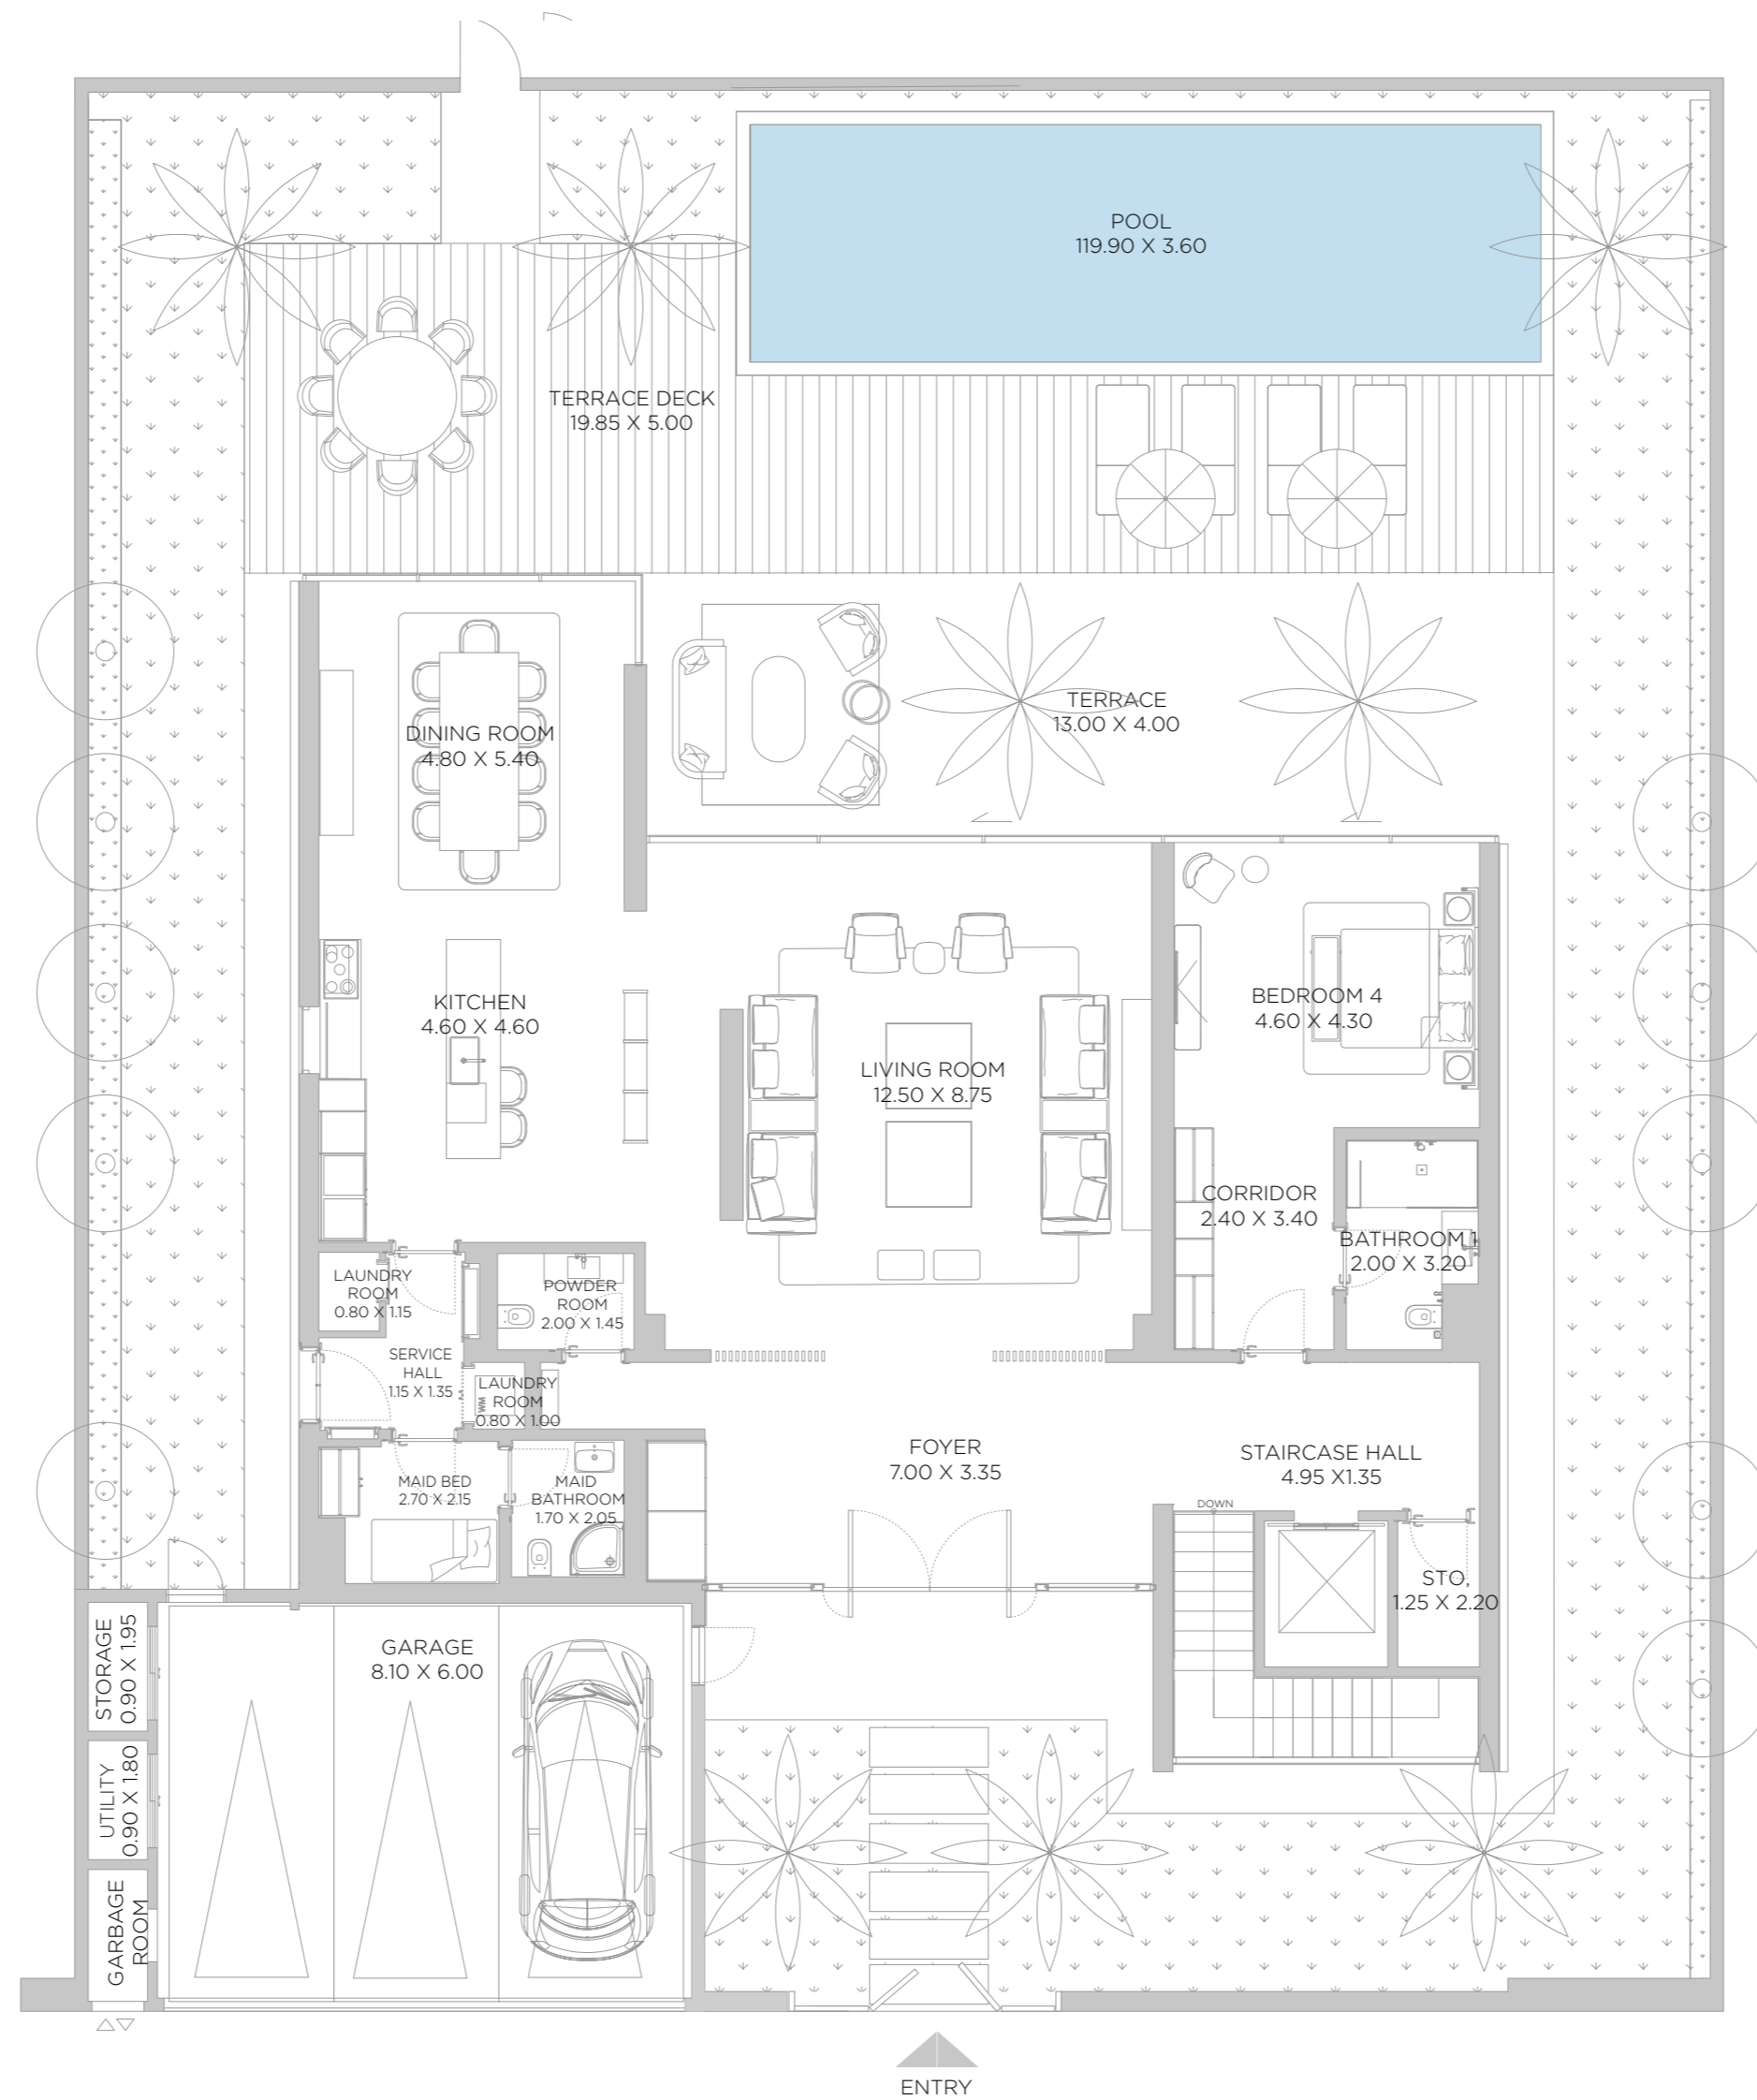 POOL
119.90 X 3.60
TERRACE DECK
19.85 X 5.00
TERRACE
13.00 X 4.00
DINING ROOM
4.80 X 5.40
KITCHEN
4.60 X 4.60
BEDROOM 4
4.60 X 4.30
LIVING ROOM
12.50 X 8.75
CORRIDOR
2.40 X 3.40
BATHROOM 1
2.00 X 3.20
LAUNDRY
ROOM
0.80 X 1.15
POWDER
ROOM
2.00 X 1.45
SERVICE
HALL
1.15 X 1.35
LAUNDRY
ROOM
0.80 X 1.00
WM
FOYER
7.00 X 3.35
STAIRCASE HALL
4.95 X1.35
MAID BED
2.70 X 2.15
MAID
BATHROOM
1.70 X 2.05
DOWN
STO,
1.25 X 2.20
STORAGE
0.90 X 1.95
GARAGE
8.10 X 6.00
UTILITY
0.90 X 1.80
GARBAGE
ROOM
ENTRY